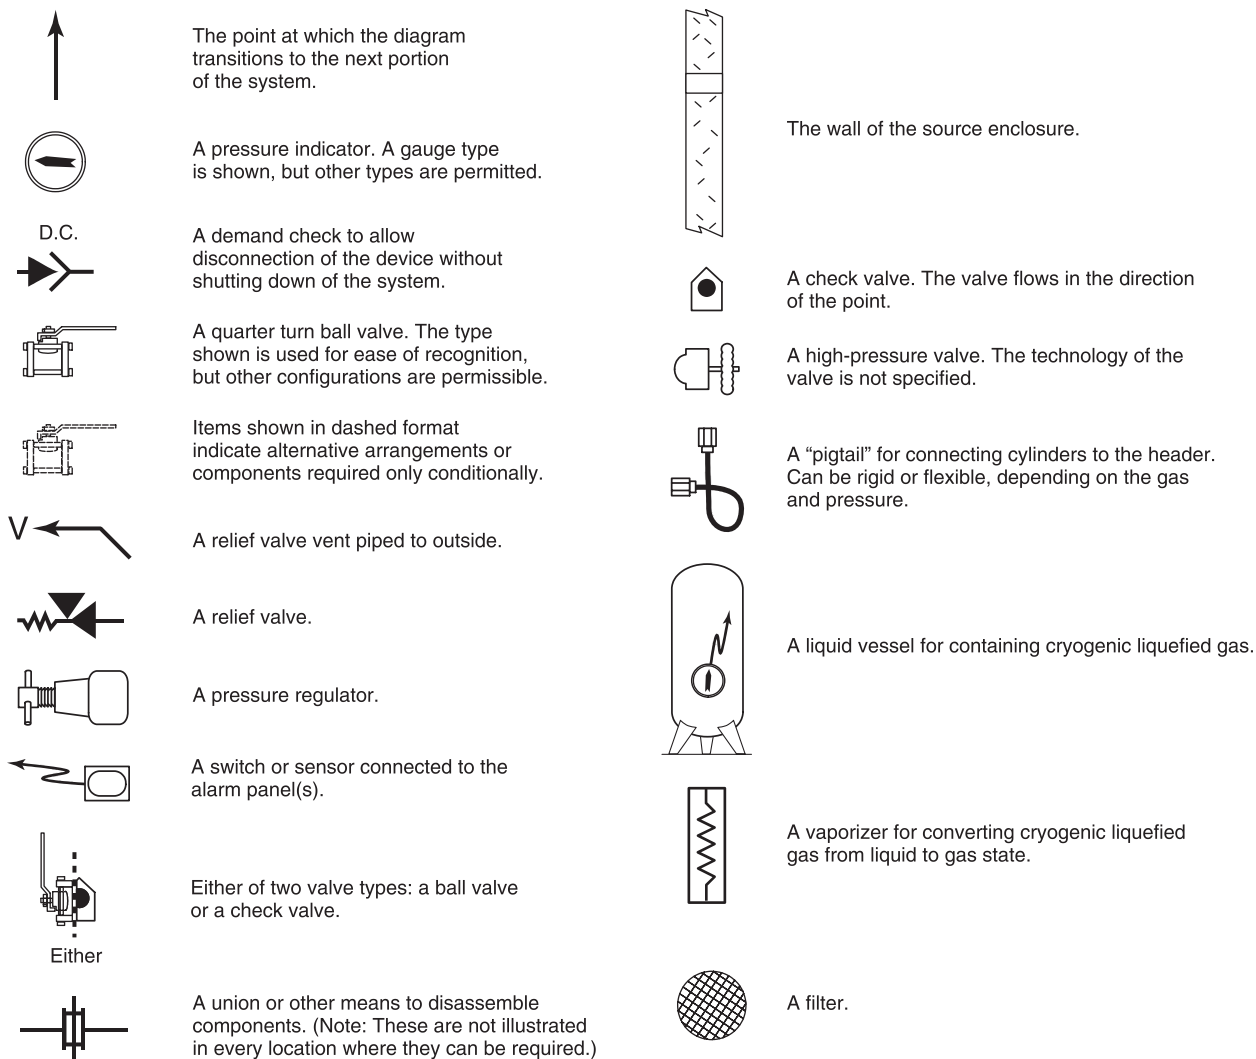 The point at which the diagram
transitions to the next portion
of the system.
A pressure indicator. A gauge type
is shown, but other types are permitted.
D.C.
A demand check to allow
disconnection of the device without
shutting down of the system.
A quarter turn ball valve. The type
shown is used for ease of recognition,
but other configurations are permissible.
Items shown in dashed format
indicate alternative arrangements or
components required only conditionally.
V
A relief valve vent piped to outside.
A relief valve.
A pressure regulator.
A switch or sensor connected to the
alarm panel(s).
Either of two valve types: a ball valve
or a check valve.
Either
A union or other means to disassemble
components. (Note: These are not illustrated
in every location where they can be required.)
The wall of the source enclosure.
A check valve. The valve flows in the direction
of the point.
A high-pressure valve. The technology of the
valve is not specified.
A “pigtail” for connecting cylinders to the header.
Can be rigid or flexible, depending on the gas
and pressure.
A liquid vessel for containing cryogenic liquefied gas.
A vaporizer for converting cryogenic liquefied
gas from liquid to gas state.
A filter.